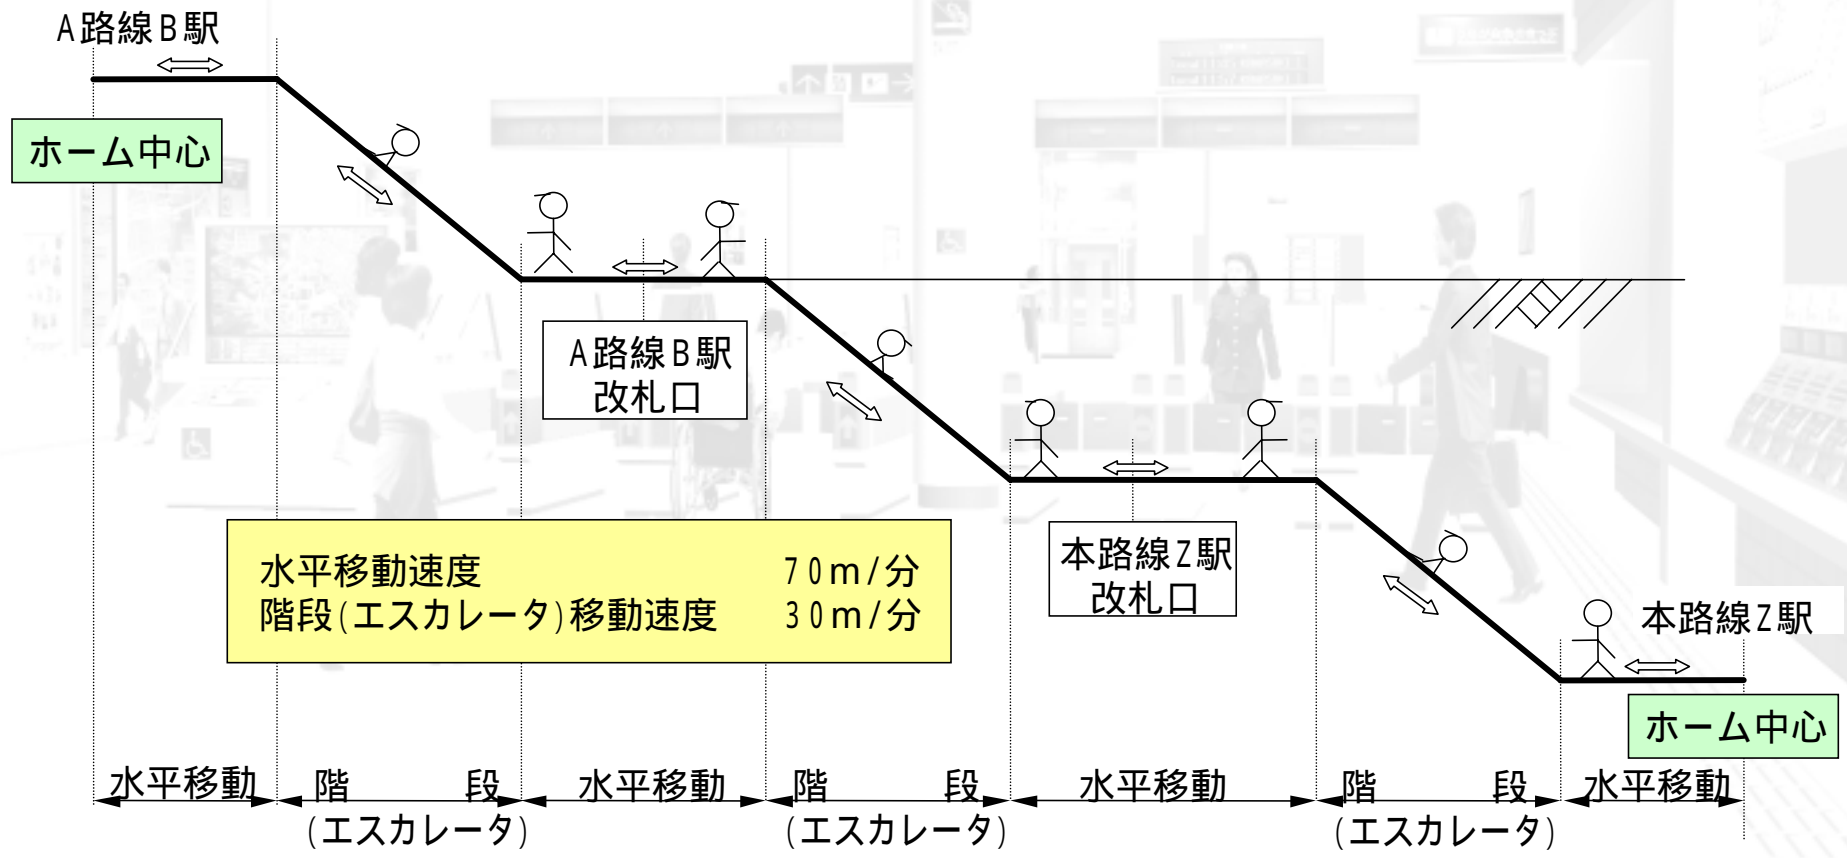 A路線B駅
ホーム中心
A路線B駅
改札口
水平移動速度 70m/分
階段(エスカレータ)移動速度 30m/分
本路線Z駅
改札口
本路線Z駅
ホーム中心
水平移動 階段 水平移動 階段 水平移動 階段 水平移動
(エスカレータ) (エスカレータ) (エスカレータ)